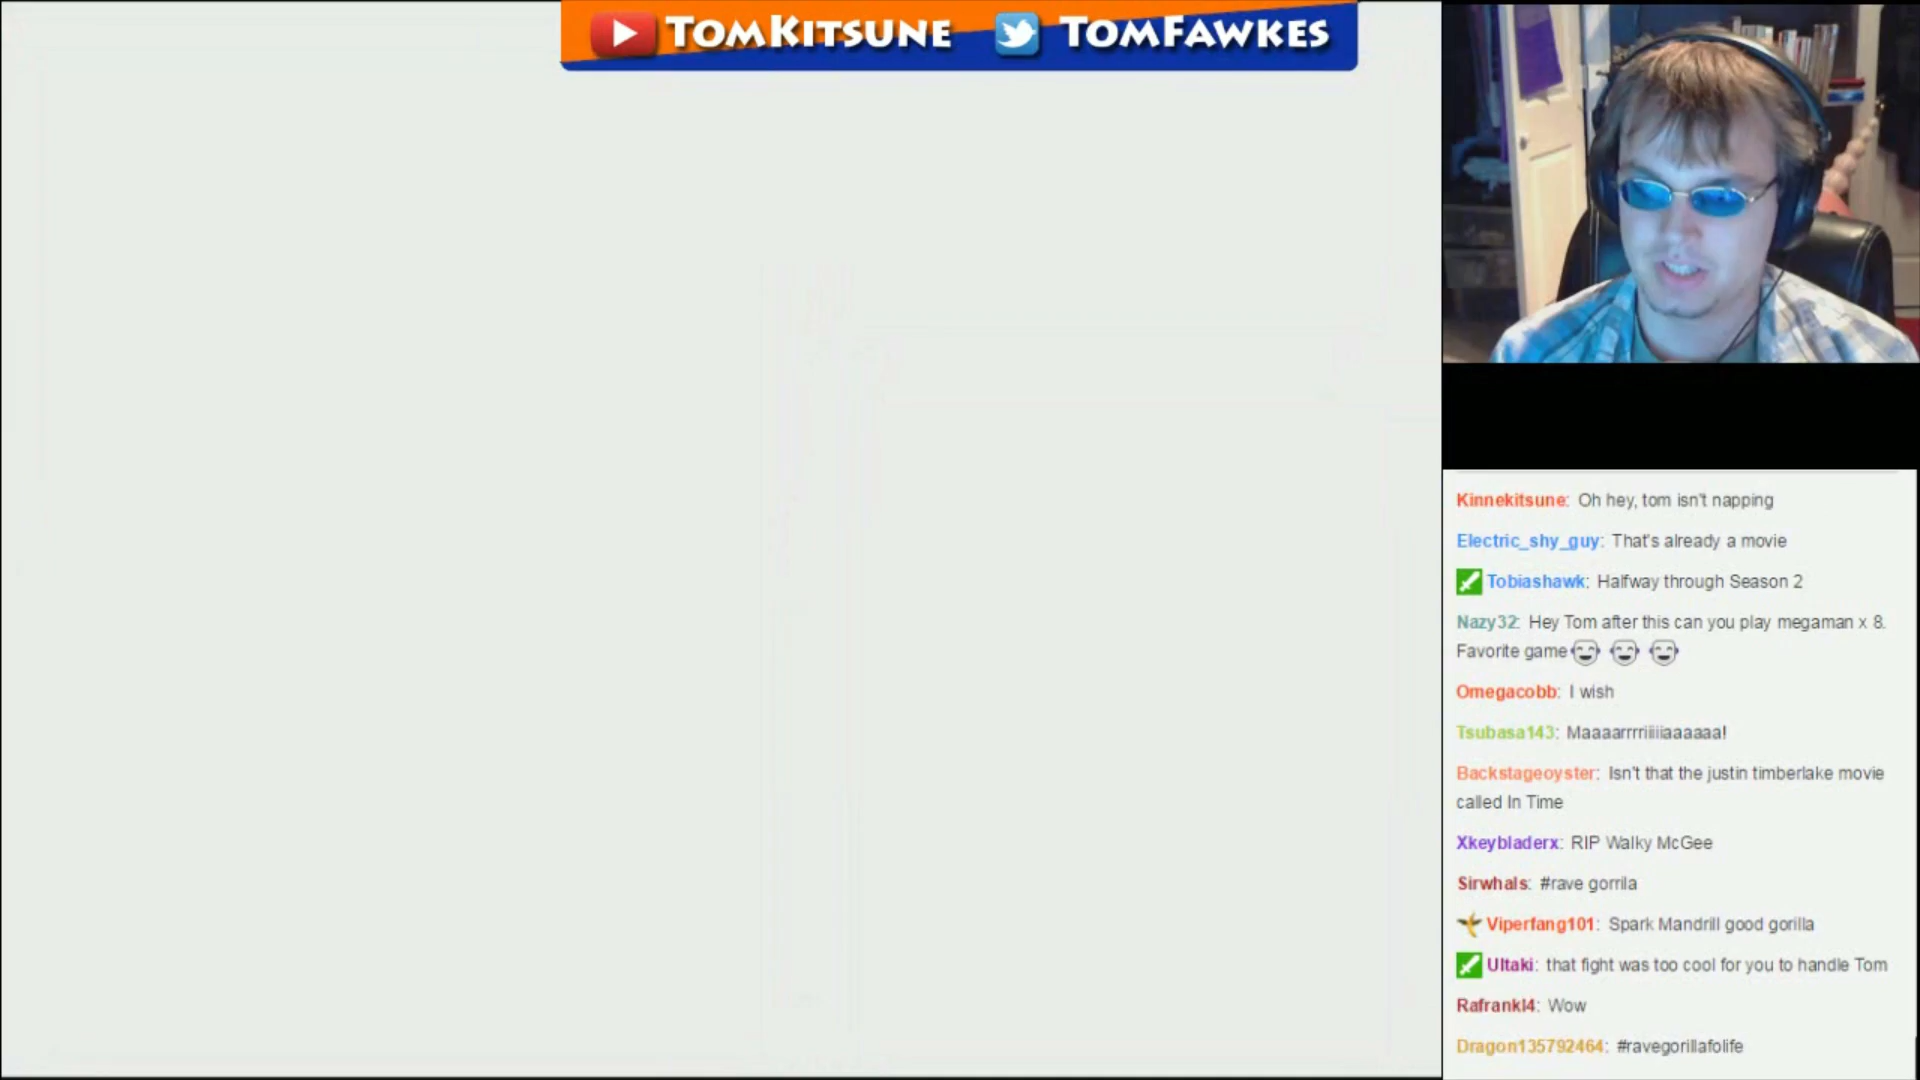 TomKitsune TomFawkes
Kinnekitsune: Oh hey, tom isn't napping
Electric_shy_guy: That's already a movie
Tobiashawk: Halfway through Season 2
Nazy32: Hey Tom after this can you play megaman x 8.
Favorite game
Omegacobb: I wish
Tsubasa143: Maaaarrrriiiiiaaaaaa!
Backstageoyster: Isn't that the justin timberlake movie
called In Time
Xkeybladerx: RIP Walky McGee
Sirwhals: #rave gorrila
Viperfang101: Spark Mandrill good gorilla
Ultaki: that fight was too cool for you to handle Tom
Rafrankl4: Wow
Dragon135792464: #ravegorillafolife